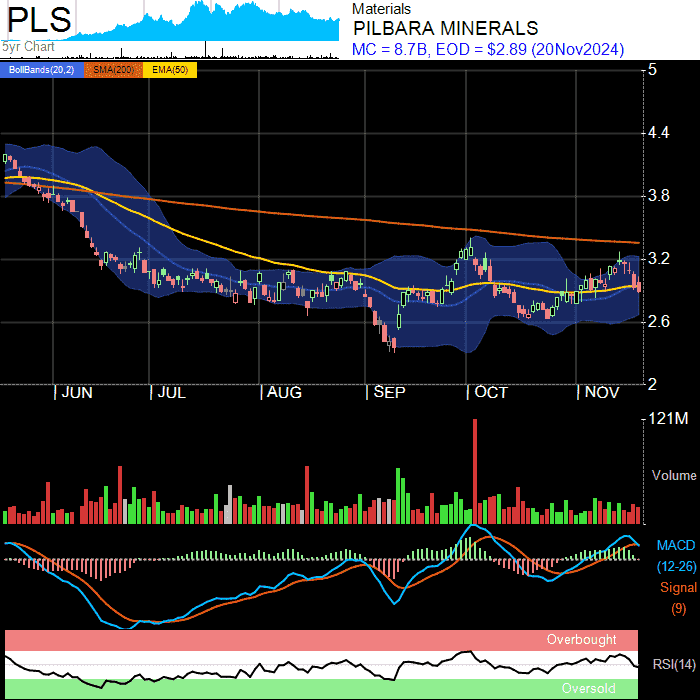 PLS
5yr Chart
Materials
PILBARA MINERALS
MC = 8.7B, EOD = $2.89 (20Nov2024)
BollBands(20,2) SMA(200) EMA(50)
5
4.4
3.8
3.2
2.6
2
JUN JUL AUG SEP OCT NOV
121M
Volume
MACD
(12-26)
Signal
(9)
Overbought
RSI(14)
Oversold